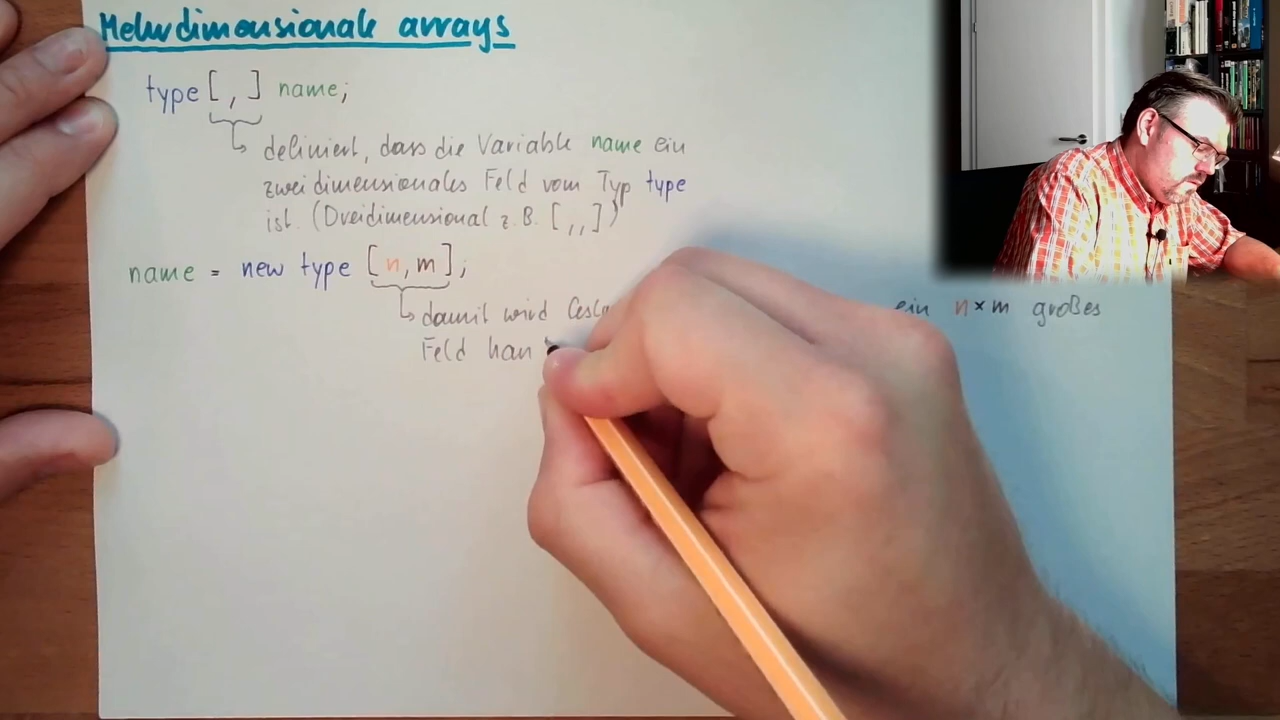 Mehrdimensionale arrays
type [ , ] name;
definiert, dass die Variable name ein
zweidimensionales Feld vom Typ type
ist. (Dreidimensional z.B. [ , , ])
name = new type [n, m];
damit wird ein n×m großes
Feld han